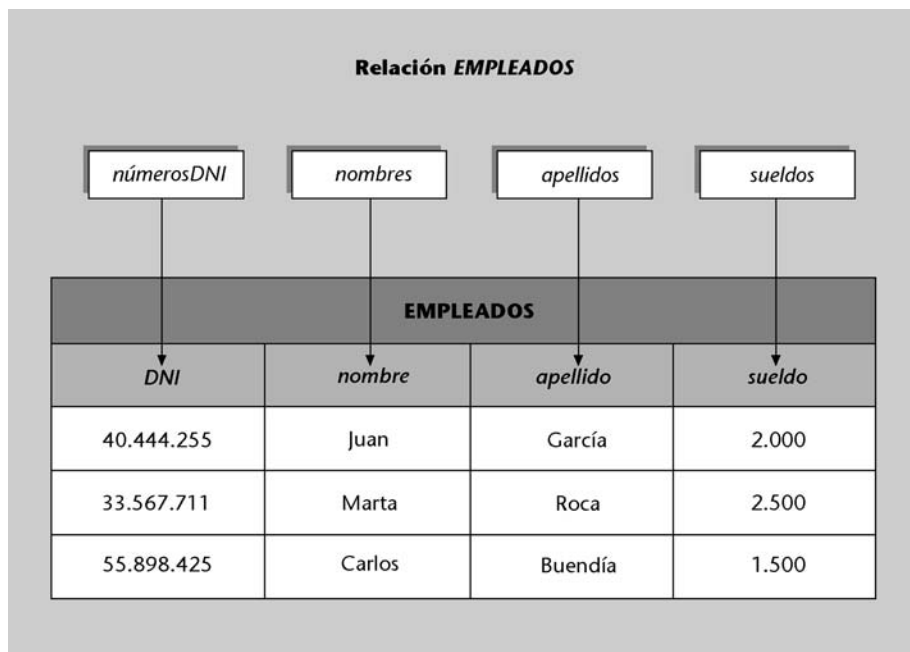 Relación EMPLEADOS
númerosDNI nombres apellidos sueldos
EMPLEADOS
DNI nombre apellido sueldo
40.444.255 Juan García 2.000
33.567.711 Marta Roca 2.500
55.898.425 Carlos Buendía 1.500